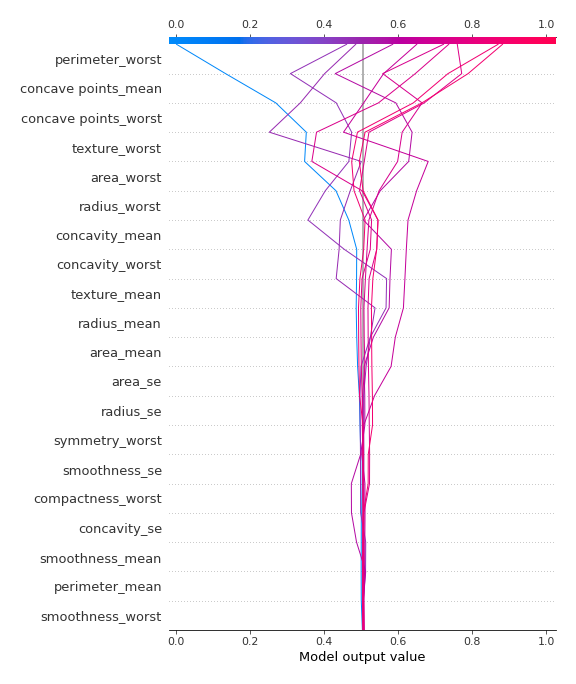 0.0 0.2 0.4 0.6 0.8 1.0
perimeter_worst
concave points_mean
concave points_worst
texture_worst
area_worst
radius_worst
concavity_mean
concavity_worst
texture_mean
radius_mean
area_mean
area_se
radius_se
symmetry_worst
smoothness_se
compactness_worst
concavity_se
smoothness_mean
perimeter_mean
smoothness_worst
0.0 0.2 0.4 0.6 0.8 1.0
Model output value